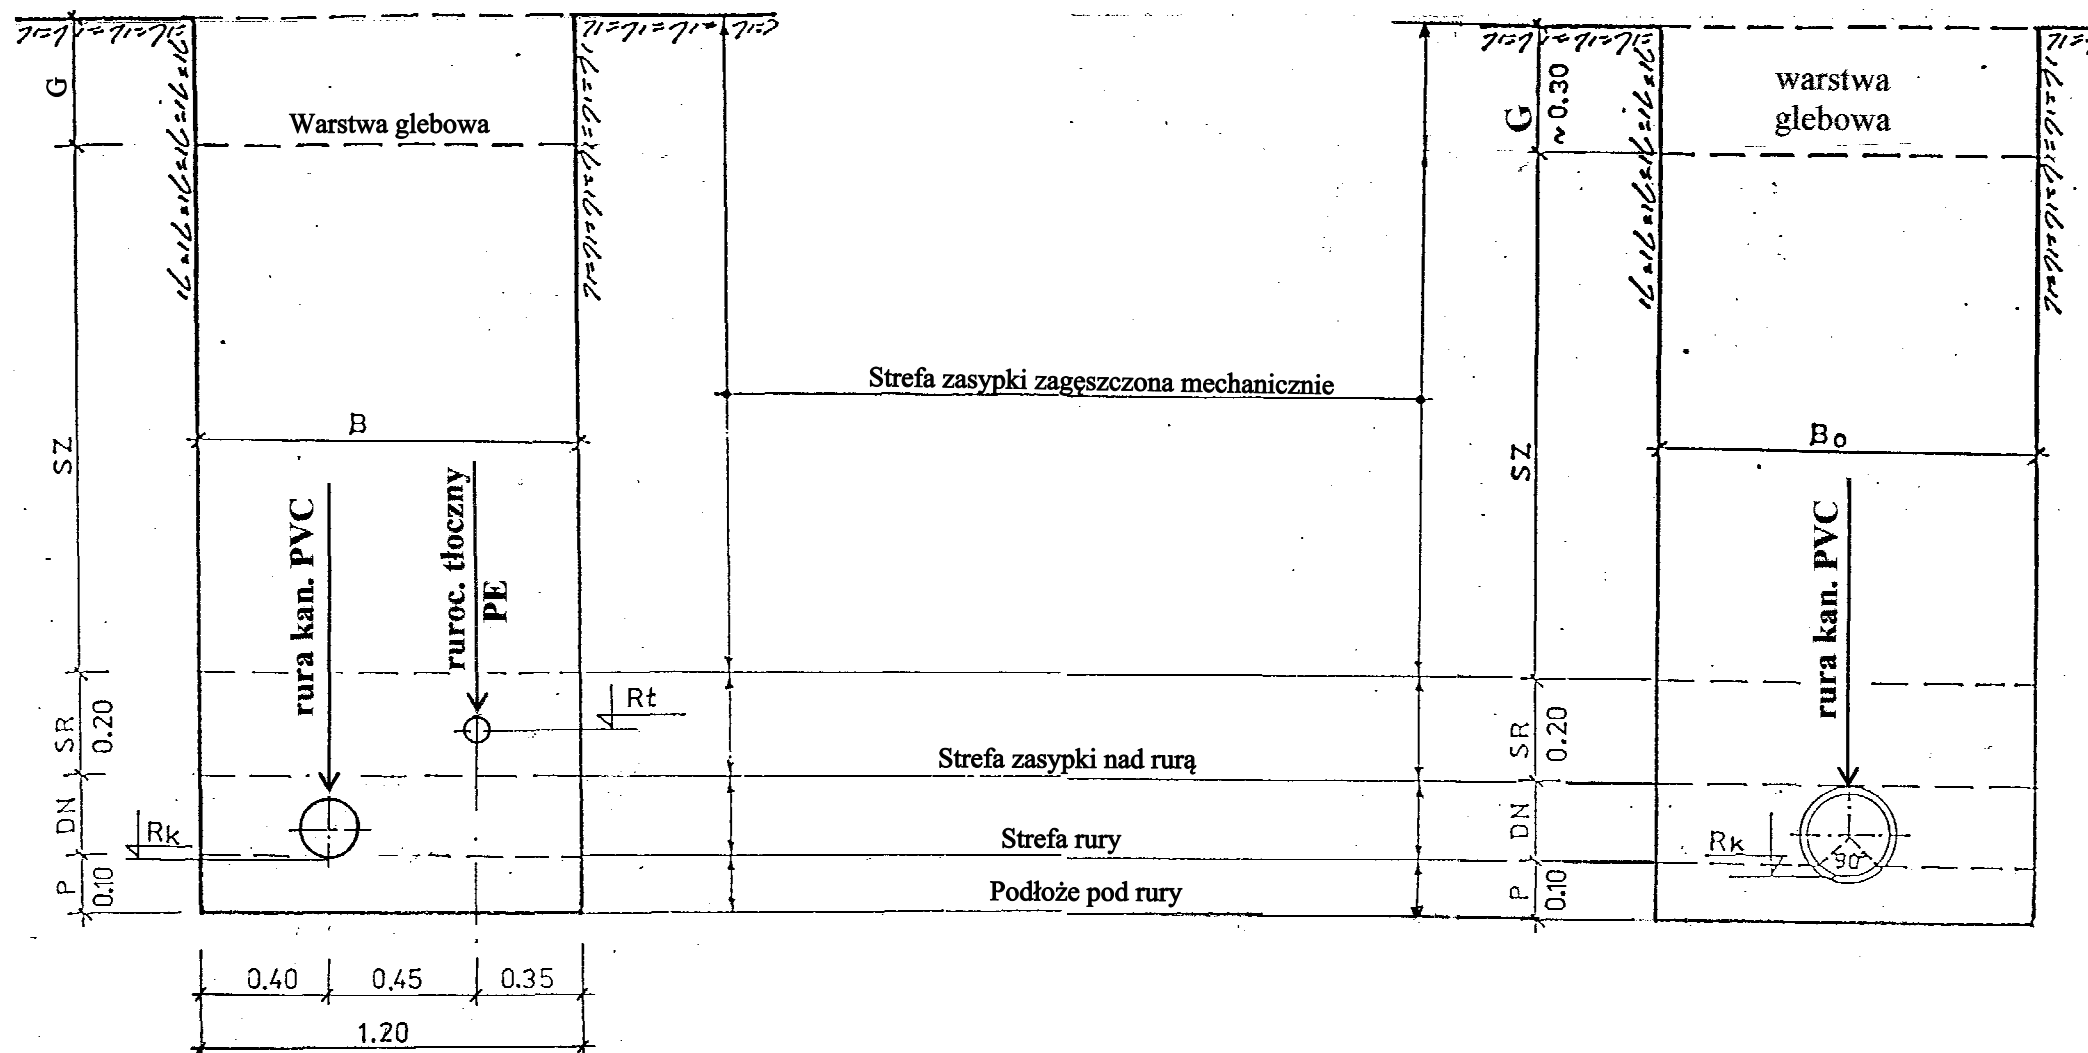 G
Warstwa glebowa
G
~ 0.30
warstwa
glebowa
Strefa zasypki zagęszczona mechanicznie
SZ
B
SZ
Bo
rura kan. PVC
ruroc. tłoczny
PE
rura kan. PVC
Rt
SR
0.20
Strefa zasypki nad rurą
SR
0.20
DN
Rk
Strefa rury
DN
Rk
90°
P
0.10
Podłoże pod rury
P
0.10
0.40
0.45
0.35
1.20